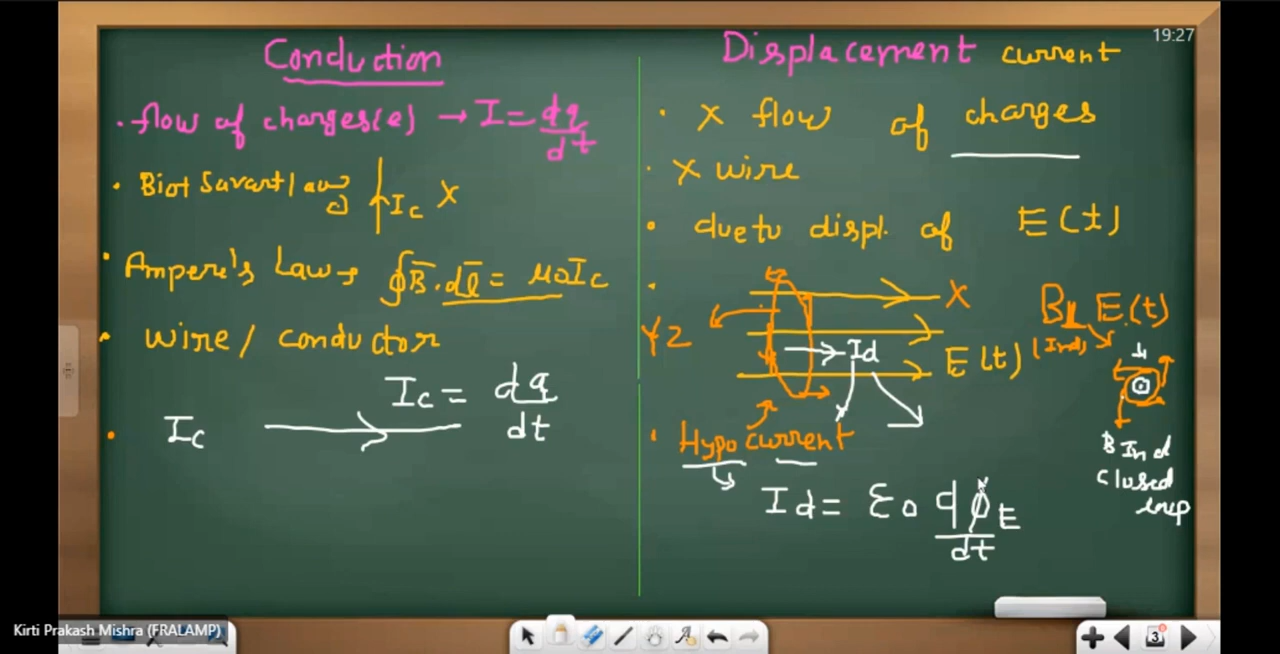 Conduction
• flow of charges(e) → I = dq/dt
• Biot Savart law Ic X
• Ampere's Law → ∮B̅.dl̅ = μ0Ic
• wire / conductor
Ic = dq/dt
• Ic
Displacement current
19:27
• X flow of charges
• X wire
• due to displ. of E(t)
•
X
YZ
Id
E(t)
B⊥ E(t)
(Ind)
B Ind
closed
loop
• Hypo current
Id = ε0 dϕE/dt
Kirti Prakash Mishra (FRALAMP)
3